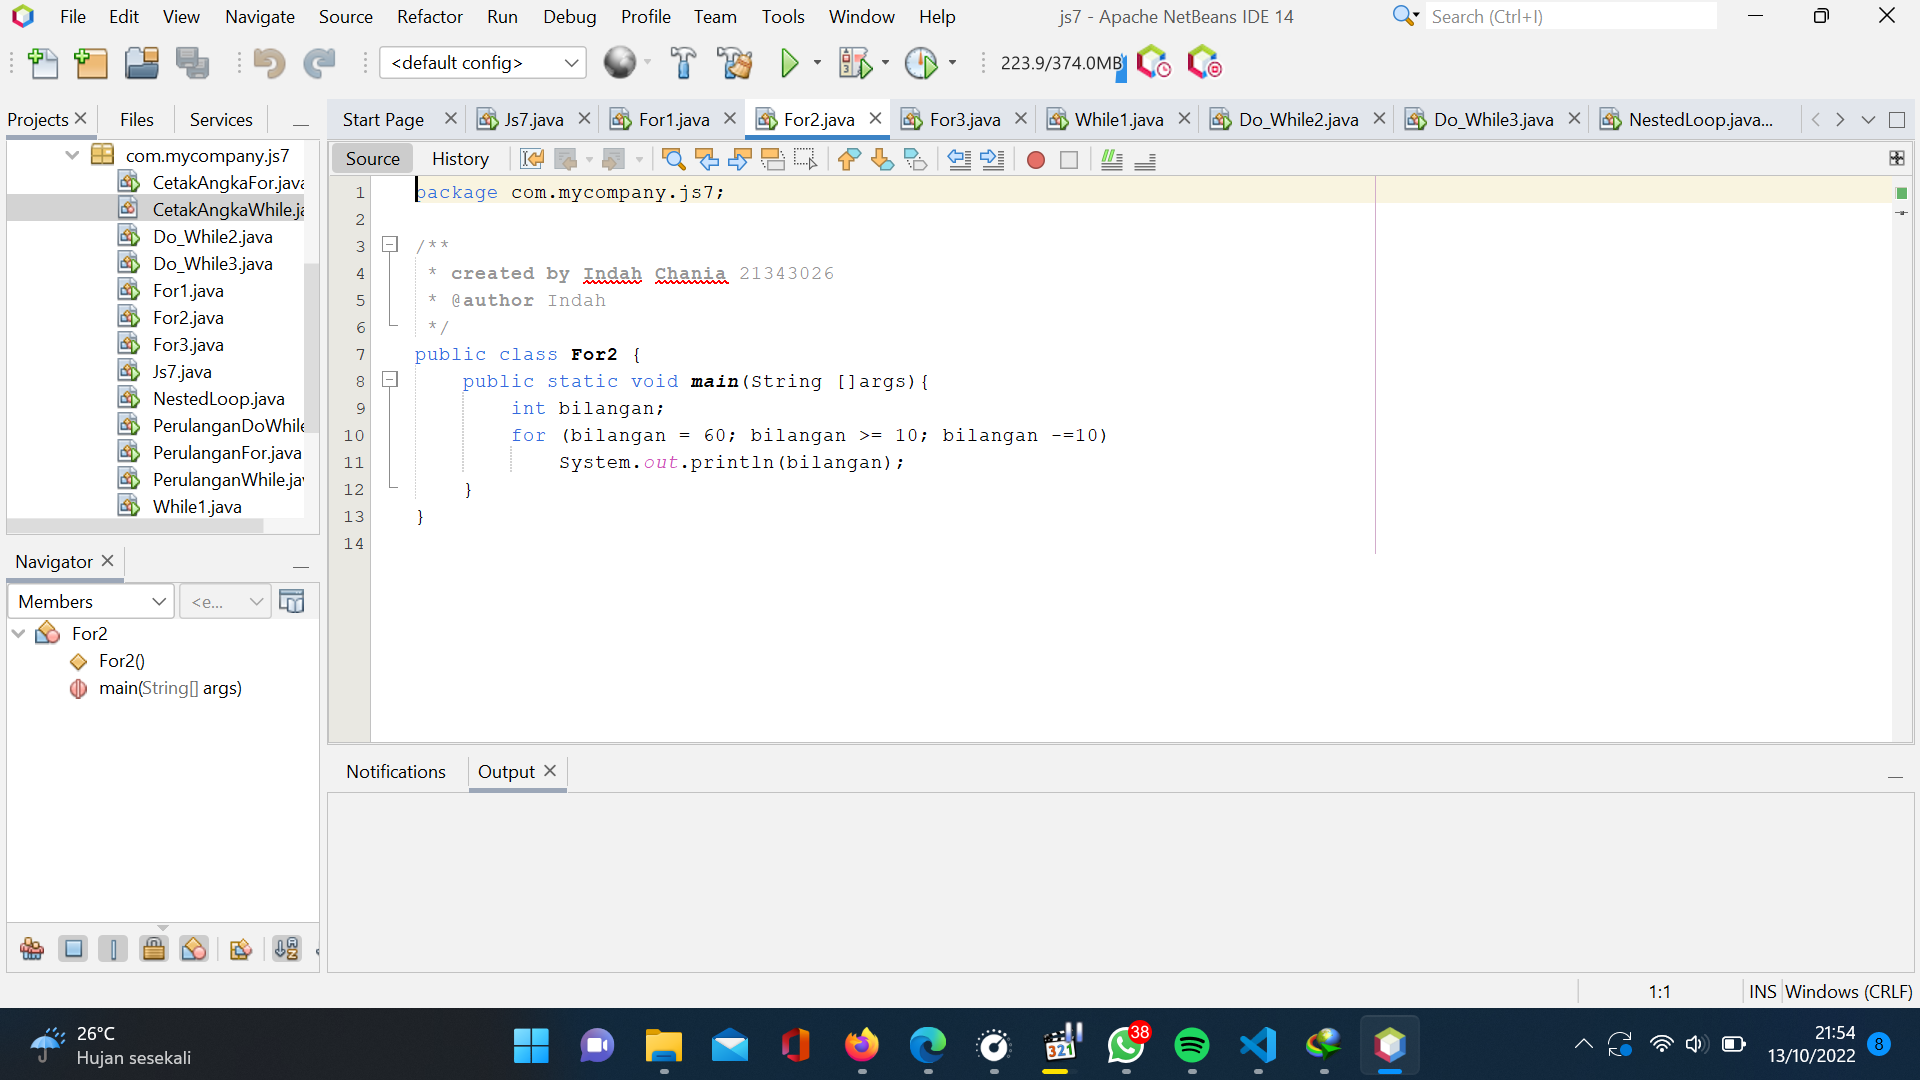 File Edit View Navigate Source Refactor Run Debug Profile Team Tools Window Help
js7 - Apache NetBeans IDE 14
Search (Ctrl+I)
<default config>
223.9/374.0MB
Projects Files Services
Start Page Js7.java For1.java For2.java For3.java While1.java Do_While2.java Do_While3.java NestedLoop.java...
Source History
com.mycompany.js7
CetakAngkaFor.java
CetakAngkaWhile.ja
Do_While2.java
Do_While3.java
For1.java
For2.java
For3.java
Js7.java
NestedLoop.java
PerulanganDoWhile
PerulanganFor.java
PerulanganWhile.jav
While1.java
1 package com.mycompany.js7;
2
3 /**
4 * created by Indah Chania 21343026
5 * @author Indah
6 */
7 public class For2 {
8 public static void main(String []args){
9 int bilangan;
10 for (bilangan = 60; bilangan >= 10; bilangan -=10)
11 System.out.println(bilangan);
12 }
13 }
14
Navigator
Members <e...
For2
For2()
main(String[] args)
Notifications Output
1:1 INS Windows (CRLF)
26°C
Hujan sesekali
321
38
21:54
13/10/2022
8